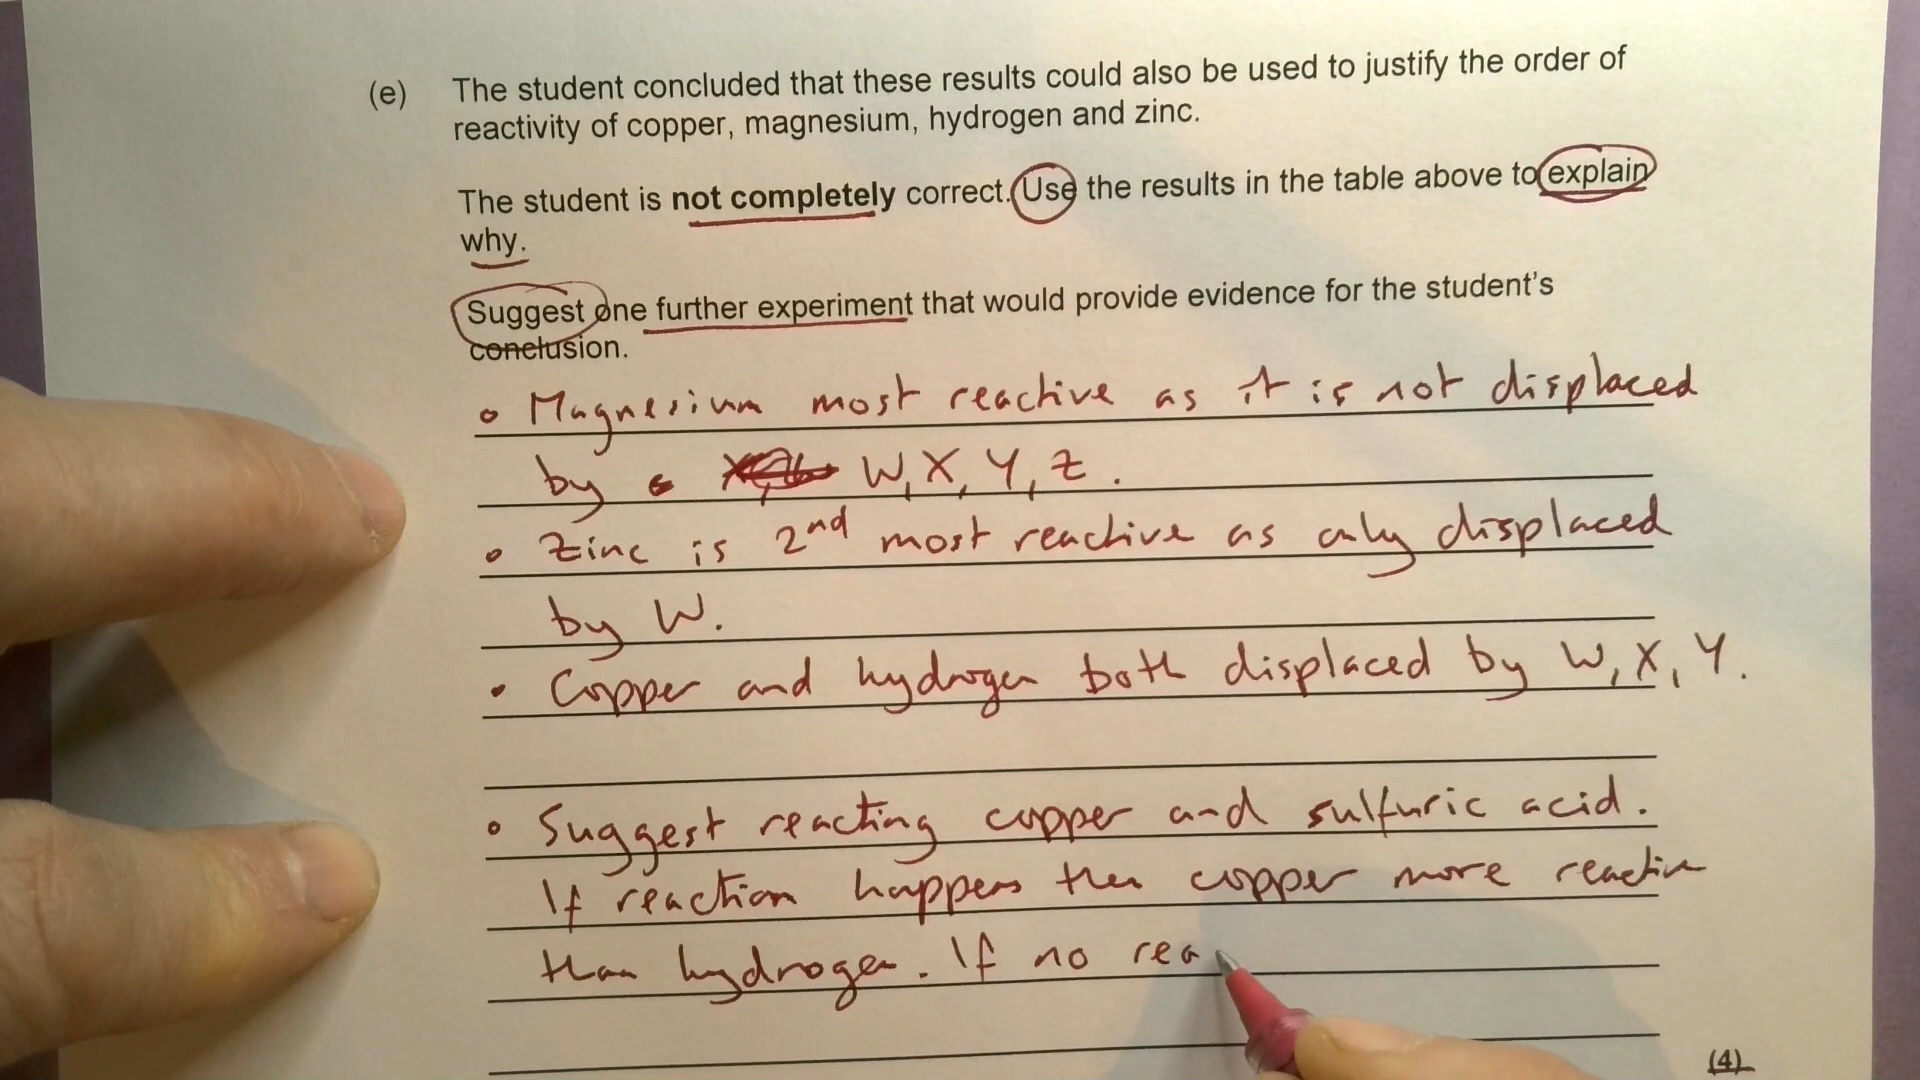 (e) The student concluded that these results could also be used to justify the order of
reactivity of copper, magnesium, hydrogen and zinc.
The student is not completely correct. Use the results in the table above to explain
why.
Suggest one further experiment that would provide evidence for the student's
conclusion.
• Magnesium most reactive as it is not displaced
by W, X, Y, Z.
• Zinc is 2nd most reactive as only displaced
by W.
• Copper and hydrogen both displaced by W, X, Y.
• Suggest reacting copper and sulfuric acid.
If reaction happens then copper more reactive
than hydrogen. If no rea
(4)